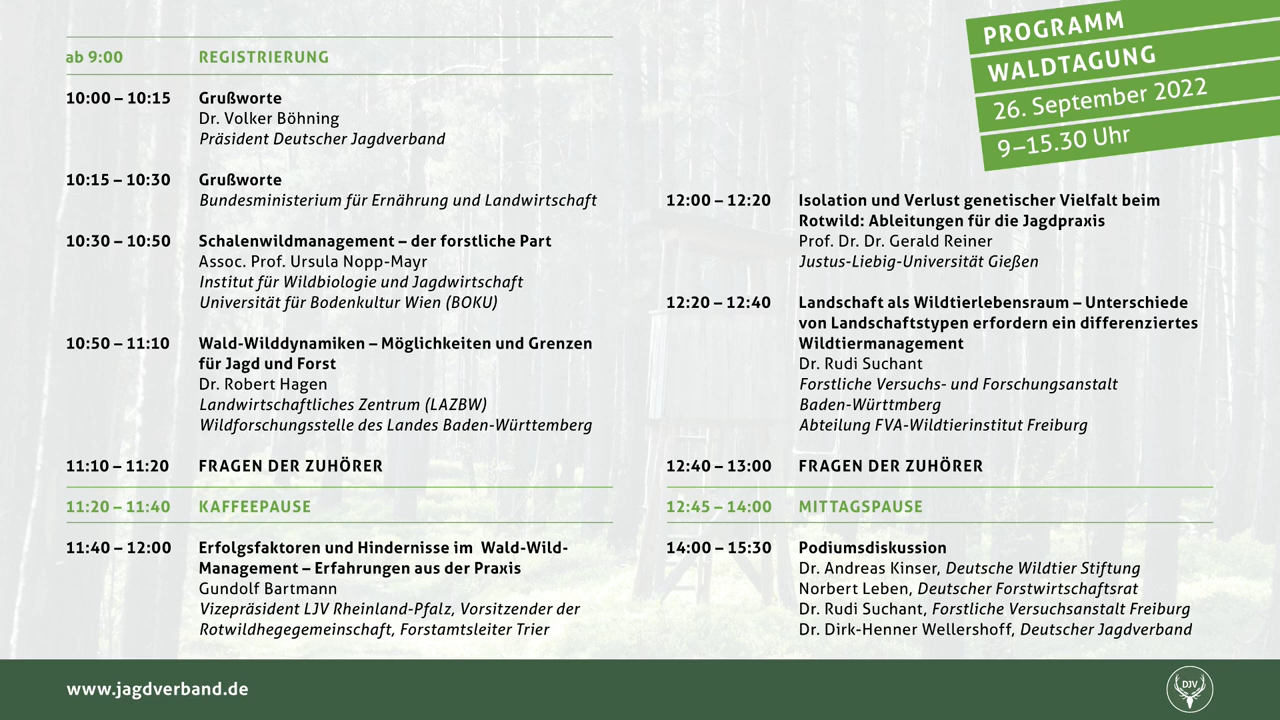 PROGRAMM
WALDTAGUNG
26. September 2022
9–15.30 Uhr
ab 9:00 REGISTRIERUNG
10:00 – 10:15 Grußworte
Dr. Volker Böhning
Präsident Deutscher Jagdverband
10:15 – 10:30 Grußworte
Bundesministerium für Ernährung und Landwirtschaft
10:30 – 10:50 Schalenwildmanagement – der forstliche Part
Assoc. Prof. Ursula Nopp-Mayr
Institut für Wildbiologie und Jagdwirtschaft
Universität für Bodenkultur Wien (BOKU)
10:50 – 11:10 Wald-Wilddynamiken – Möglichkeiten und Grenzen
für Jagd und Forst
Dr. Robert Hagen
Landwirtschaftliches Zentrum (LAZBW)
Wildforschungsstelle des Landes Baden-Württemberg
11:10 – 11:20 FRAGEN DER ZUHÖRER
11:20 – 11:40 KAFFEEPAUSE
11:40 – 12:00 Erfolgsfaktoren und Hindernisse im Wald-Wild-
Management – Erfahrungen aus der Praxis
Gundolf Bartmann
Vizepräsident LJV Rheinland-Pfalz, Vorsitzender der
Rotwildhegegemeinschaft, Forstamtsleiter Trier
12:00 – 12:20 Isolation und Verlust genetischer Vielfalt beim
Rotwild: Ableitungen für die Jagdpraxis
Prof. Dr. Dr. Gerald Reiner
Justus-Liebig-Universität Gießen
12:20 – 12:40 Landschaft als Wildtierlebensraum – Unterschiede
von Landschaftstypen erfordern ein differenziertes
Wildtiermanagement
Dr. Rudi Suchant
Forstliche Versuchs- und Forschungsanstalt
Baden-Württmberg
Abteilung FVA-Wildtierinstitut Freiburg
12:40 – 13:00 FRAGEN DER ZUHÖRER
12:45 – 14:00 MITTAGSPAUSE
14:00 – 15:30 Podiumsdiskussion
Dr. Andreas Kinser, Deutsche Wildtier Stiftung
Norbert Leben, Deutscher Forstwirtschaftsrat
Dr. Rudi Suchant, Forstliche Versuchsanstalt Freiburg
Dr. Dirk-Henner Wellershoff, Deutscher Jagdverband
www.jagdverband.de
DJV